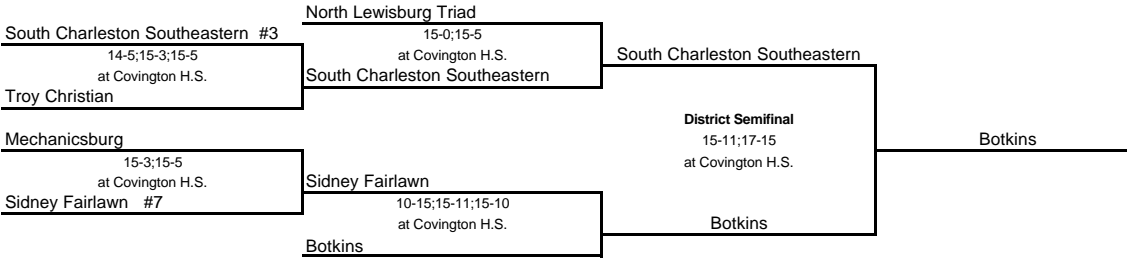 North Lewisburg Triad
South Charleston Southeastern #3
15-0;15-5
14-5;15-3;15-5
at Covington H.S.
South Charleston Southeastern
at Covington H.S.
South Charleston Southeastern
Troy Christian
District Semifinal
Mechanicsburg
15-11;17-15
Botkins
15-3;15-5
at Covington H.S.
at Covington H.S.
Sidney Fairlawn
Sidney Fairlawn #7
10-15;15-11;15-10
at Covington H.S.
Botkins
Botkins